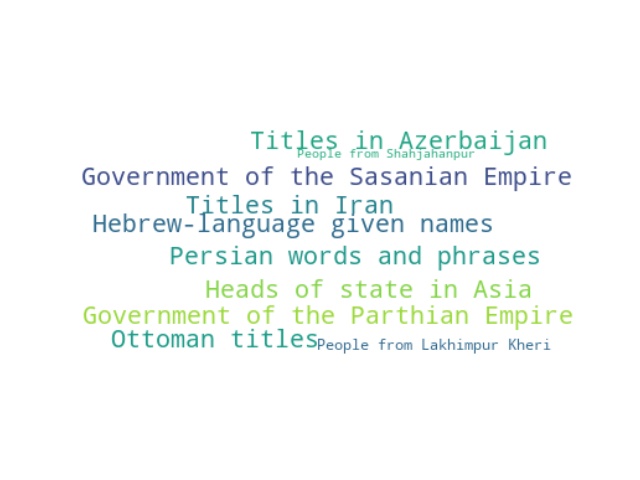 Titles in Azerbaijan
People from Shahjahanpur
Government of the Sasanian Empire
Titles in Iran
Hebrew-language given names
Persian words and phrases
Heads of state in Asia
Government of the Parthian Empire
Ottoman titles
People from Lakhimpur Kheri